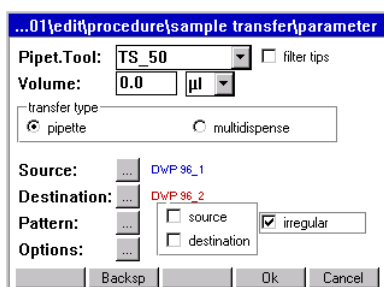 ...01\edit\procedure\sample transfer\parameter
Pipet.Tool: TS_50 filter tips
Volume: 0.0 µl
transfer type
pipette multidispense
Source: ... DWP 96_1
Destination: ... DWP 96_2
Pattern: ... source irregular
destination
Options: ...
Backsp Ok Cancel